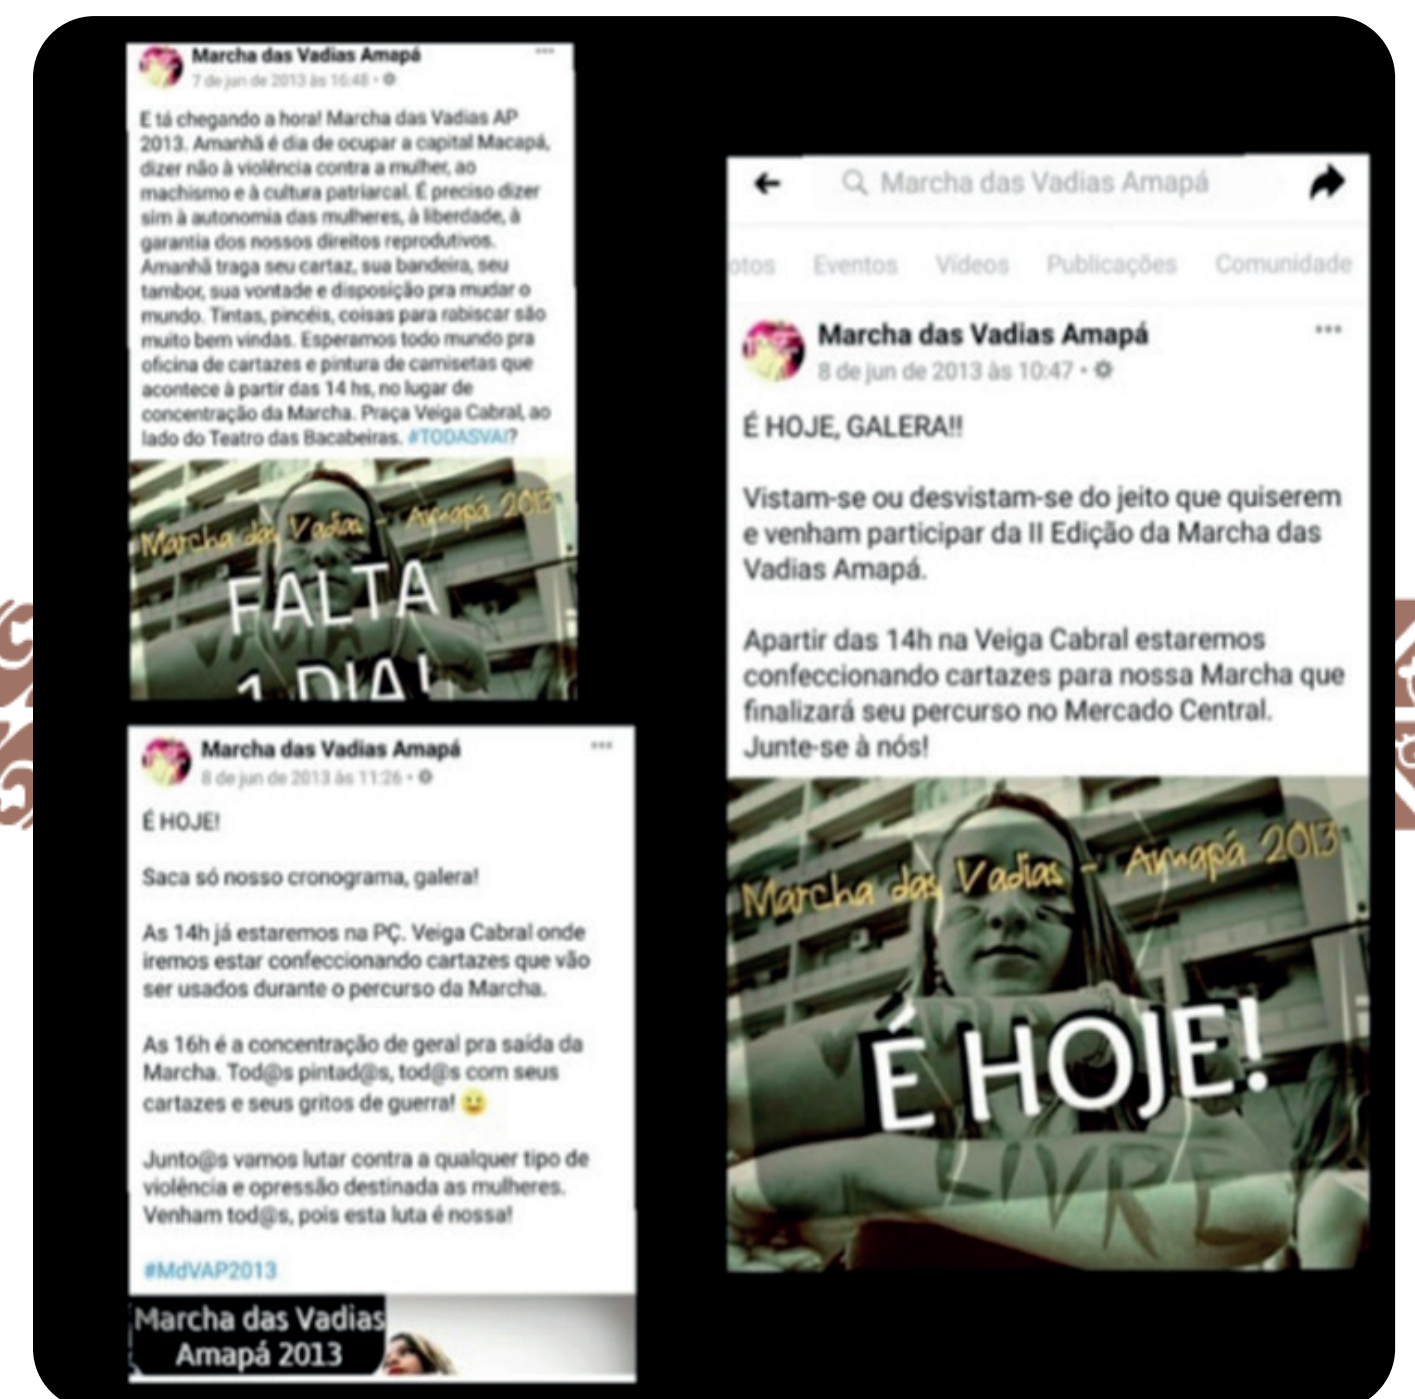 Marcha das Vadias Amapá
7 de jun de 2013 às 16:48
E tá chegando a hora! Marcha das Vadias AP
2013. Amanhã é dia de ocupar a capital Macapá,
dizer não à violência contra a mulher, ao
machismo e à cultura patriarcal. É preciso dizer
sim à autonomia das mulheres, à liberdade, à
garantia dos nossos direitos reprodutivos.
Amanhã traga seu cartaz, sua bandeira, seu
tambor, sua vontade e disposição pra mudar o
mundo. Tintas, pincéis, coisas para rabiscar são
muito bem vindas. Esperamos todo mundo pra
oficina de cartazes e pintura de camisetas que
acontece à partir das 14 hs, no lugar de
concentração da Marcha. Praça Veiga Cabral, ao
lado do Teatro das Bacabeiras. #TODASVAI?
Marcha das Vadias - Amapá 2013
FALTA
1 DIA!
Marcha das Vadias Amapá
8 de jun de 2013 às 11:26
É HOJE!
Saca só nosso cronograma, galera!
As 14h já estaremos na PÇ. Veiga Cabral onde
iremos estar confeccionando cartazes que vão
ser usados durante o percurso da Marcha.
As 16h é a concentração de geral pra saída da
Marcha. Tod@s pintad@s, tod@s com seus
cartazes e seus gritos de guerra! 😃
Junto@s vamos lutar contra a qualquer tipo de
violência e opressão destinada as mulheres.
Venham tod@s, pois esta luta é nossa!
#MdVAP2013
Marcha das Vadias
Amapá 2013
Marcha das Vadias Amapá
otos Eventos Vídeos Publicações Comunidade
Marcha das Vadias Amapá
8 de jun de 2013 às 10:47
É HOJE, GALERA!!
Vistam-se ou desvistam-se do jeito que quiserem
e venham participar da II Edição da Marcha das
Vadias Amapá.
Apartir das 14h na Veiga Cabral estaremos
confeccionando cartazes para nossa Marcha que
finalizará seu percurso no Mercado Central.
Junte-se à nós!
Marcha das Vadias - Amapá 2013
É HOJE!
LIVRE